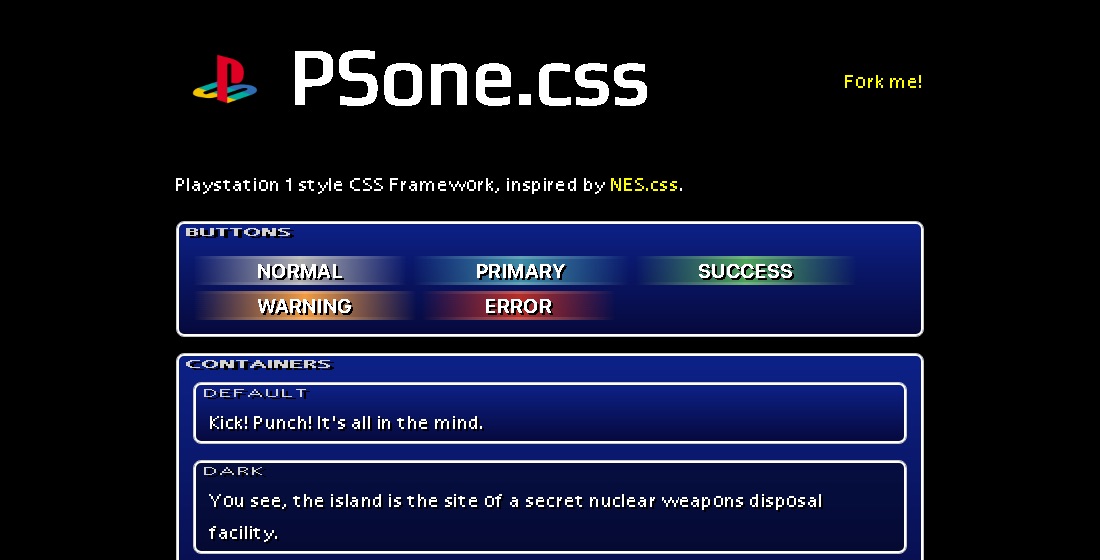 PSone.css
Fork me!
Playstation 1 style CSS Framework, inspired by NES.css.
BUTTONS
NORMAL PRIMARY SUCCESS
WARNING ERROR
CONTAINERS
DEFAULT
Kick! Punch! It's all in the mind.
DARK
You see, the island is the site of a secret nuclear weapons disposal
facility.